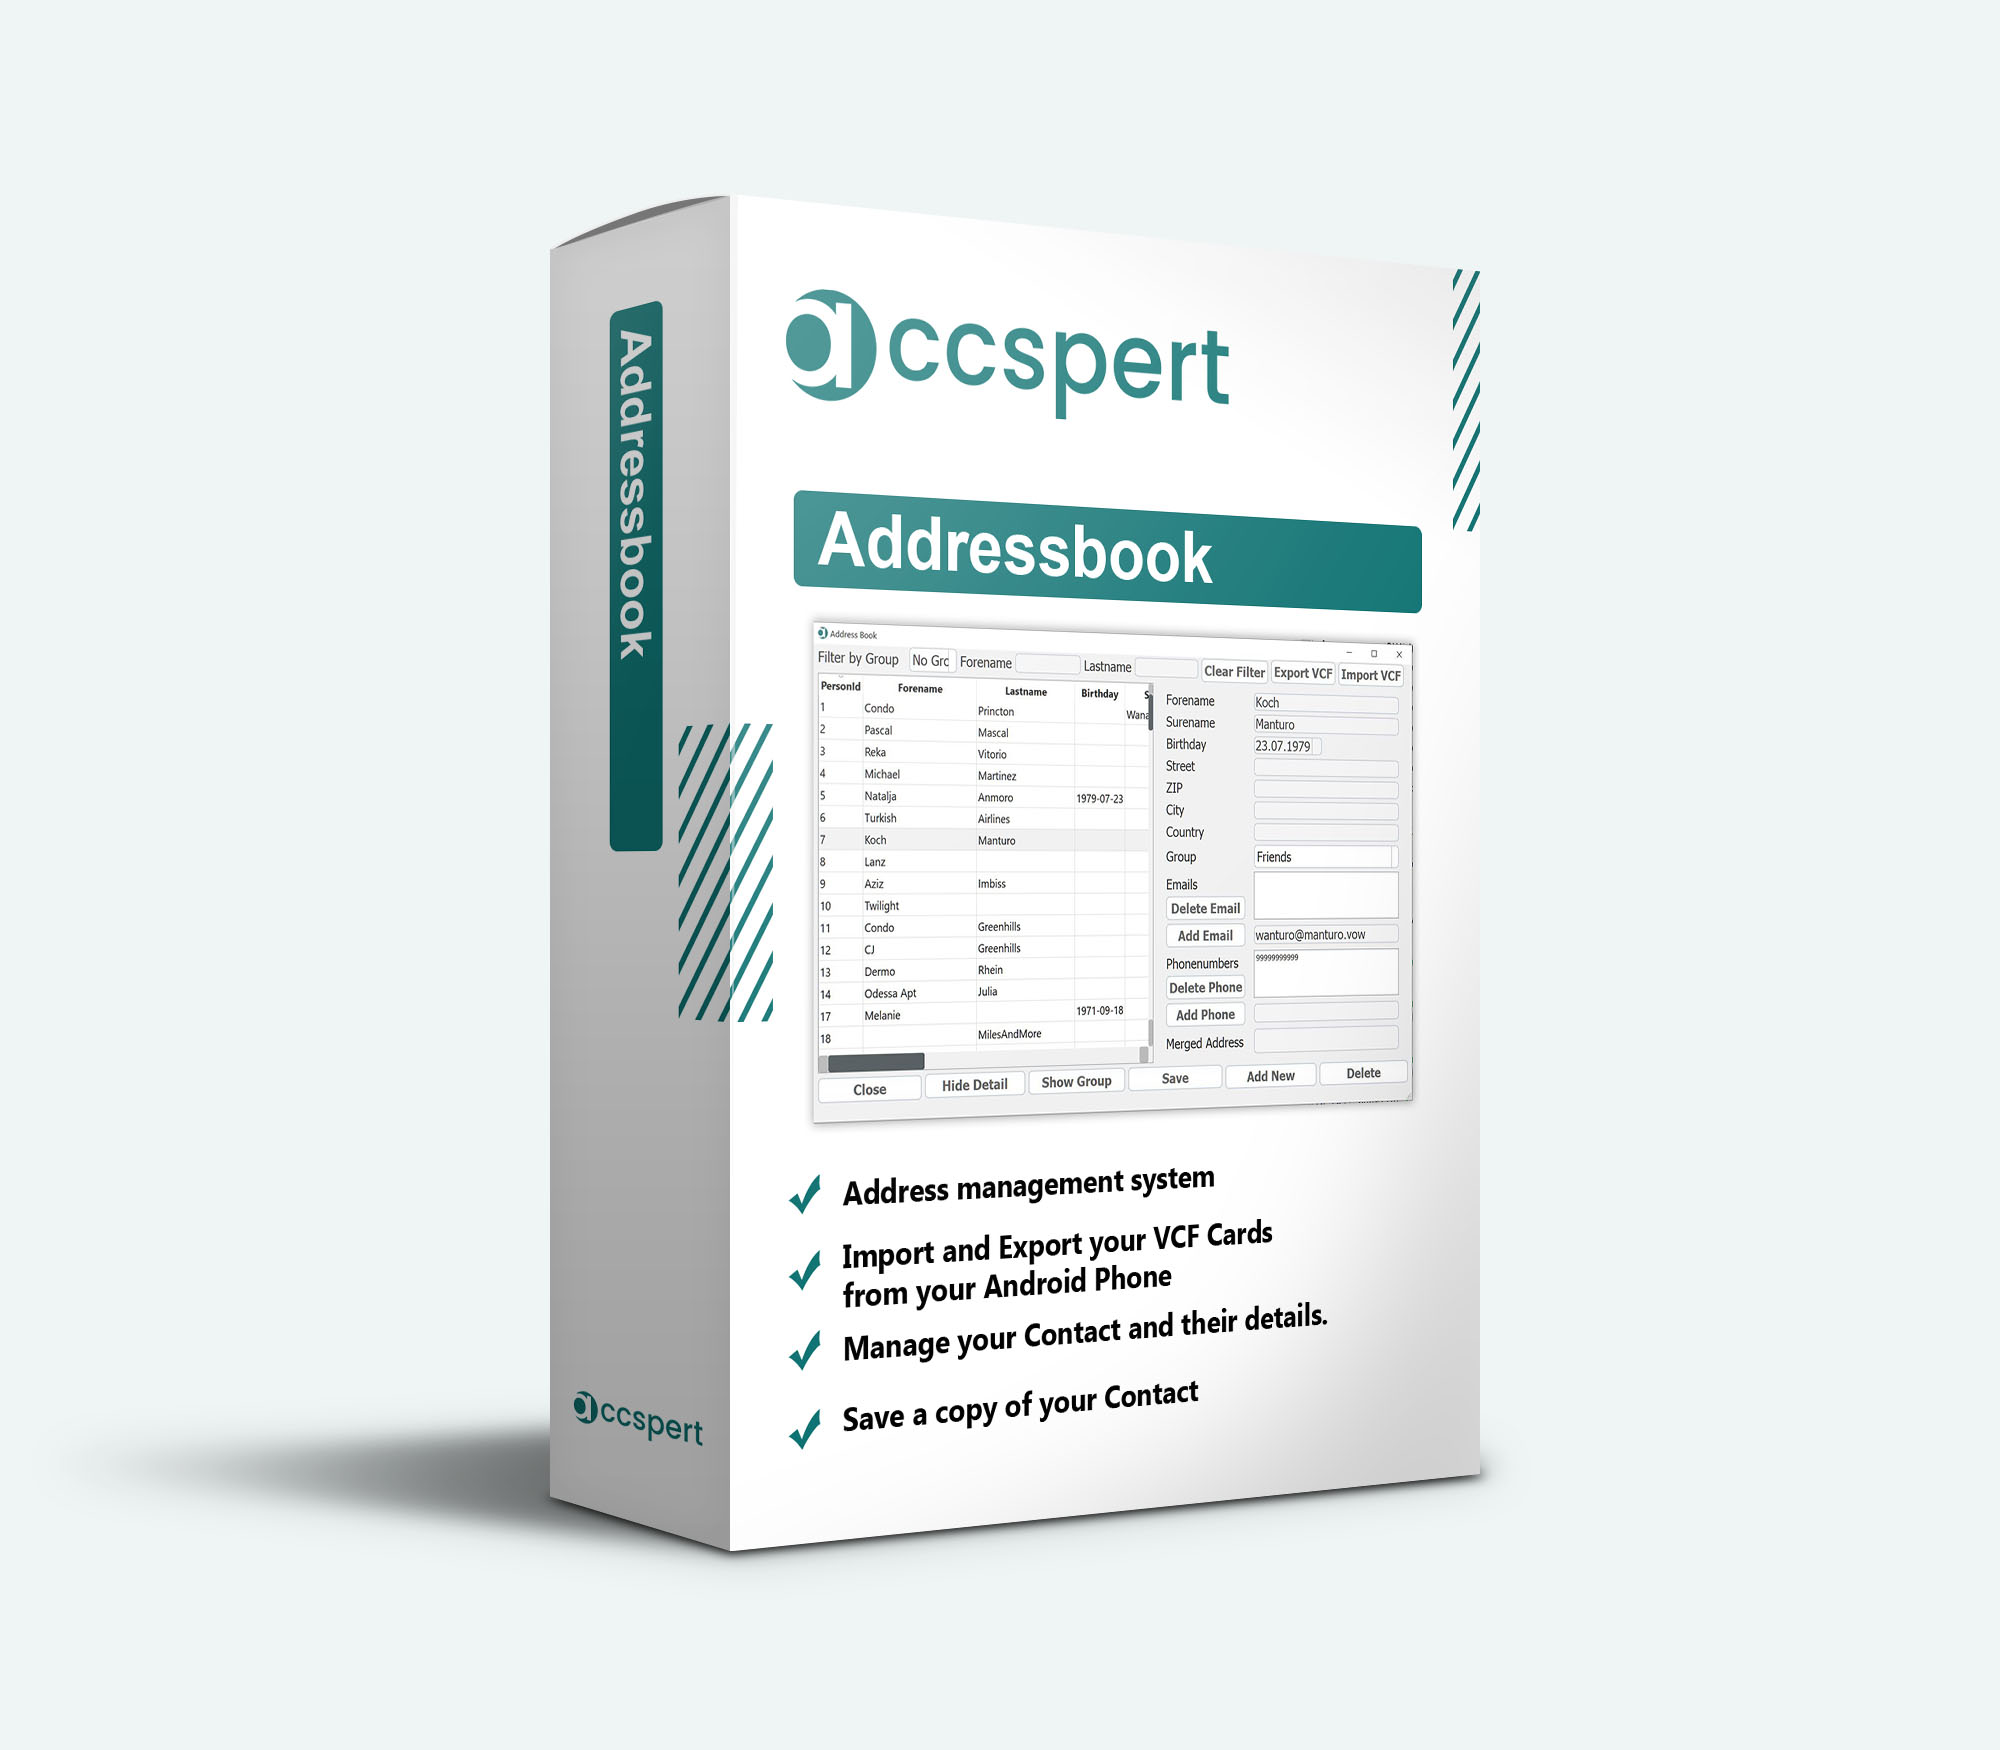 accspert
Addressbook
Addressbook
Address Book
Filter by Group No Gro Forename Lastname Clear Filter Export VCF Import VCF
PersonId Forename Lastname Birthday S
1 Condo Princton Wana
2 Pascal Mascal
3 Reka Vitorio
4 Michael Martinez
5 Natalja Anmoro 1979-07-23
6 Turkish Airlines
7 Koch Manturo
8 Lanz
9 Aziz Imbiss
10 Twilight
11 Condo Greenhills
12 CJ Greenhills
13 Dermo Rhein
14 Odessa Apt Julia
17 Melanie 1971-09-18
18 MilesAndMore
Forename Koch
Surename Manturo
Birthday 23.07.1979
Street
ZIP
City
Country
Group Friends
Emails
Delete Email
Add Email wanturo@manturo.vow
Phonenumbers 99999999999
Delete Phone
Add Phone
Merged Address
Close Hide Detail Show Group Save Add New Delete
Address management system
Import and Export your VCF Cards
from your Android Phone
Manage your Contact and their details.
Save a copy of your Contact
accspert